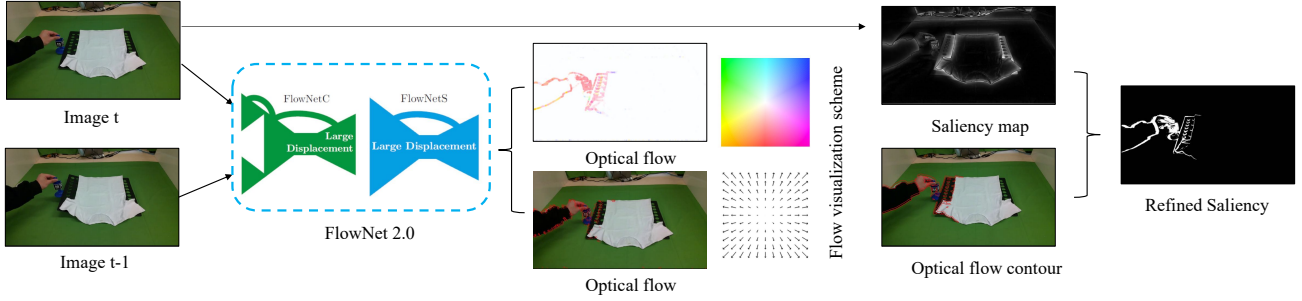 Image t
Image t-1
FlowNetC
Large
Displacement
FlowNetS
Large Displacement
FlowNet 2.0
Optical flow
Optical flow
Flow visualization scheme
Saliency map
Optical flow contour
Refined Saliency